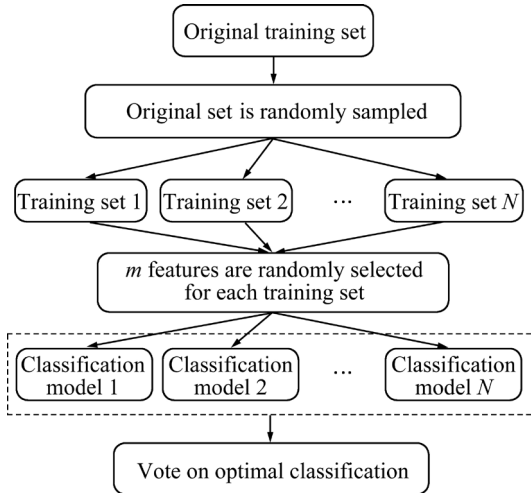 Original training set
Original set is randomly sampled
Training set 1
Training set 2
...
Training set N
m features are randomly selected
for each training set
Classification
model 1
Classification
model 2
...
Classification
model N
Vote on optimal classification